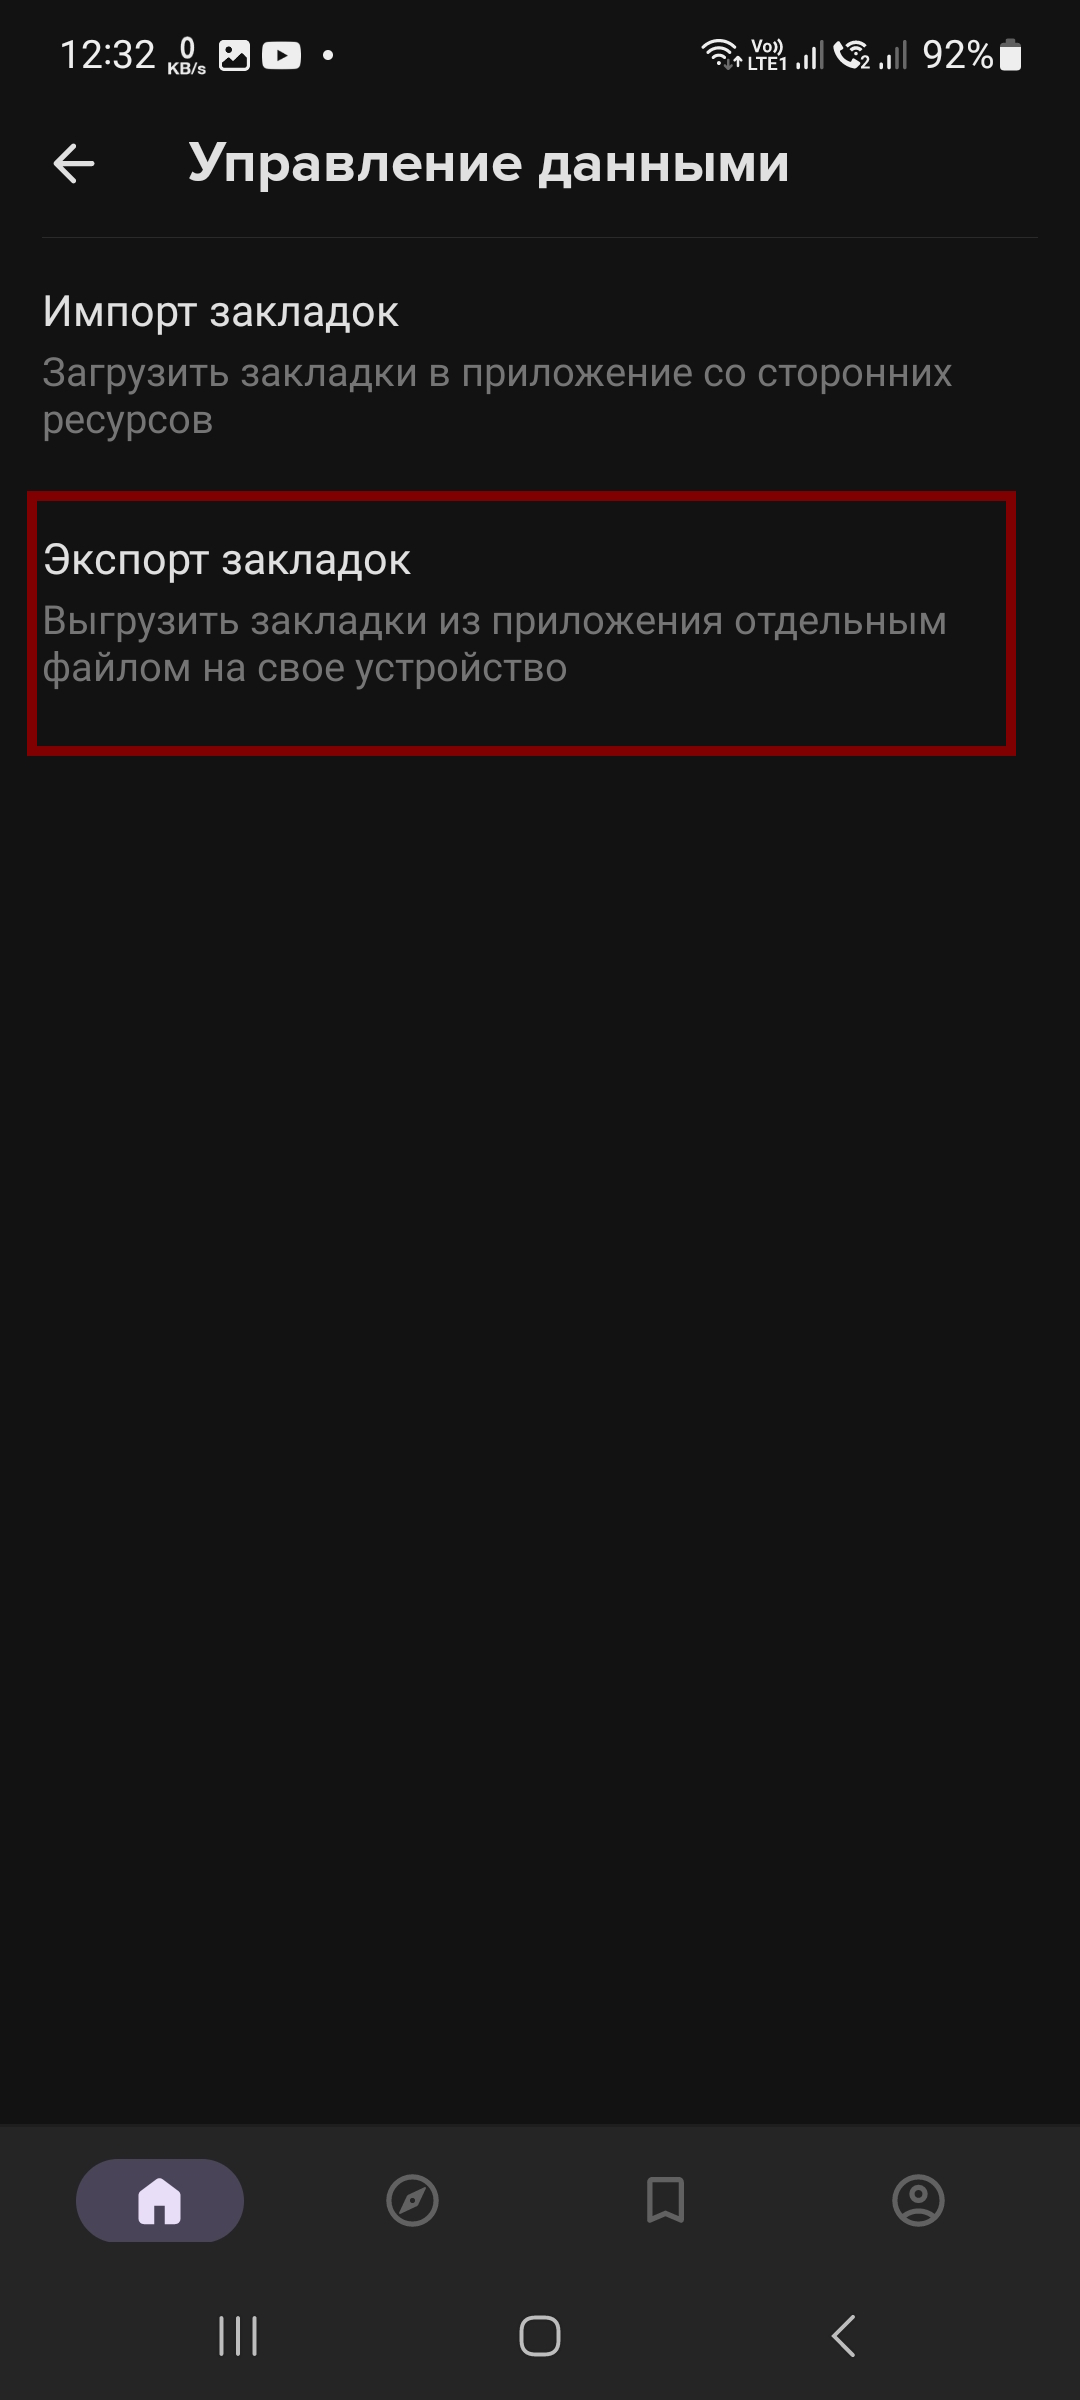 12:32 0 KB/s Vo)) LTE1 2 92%
Управление данными
Импорт закладок
Загрузить закладки в приложение со сторонних
ресурсов
Экспорт закладок
Выгрузить закладки из приложения отдельным
файлом на свое устройство